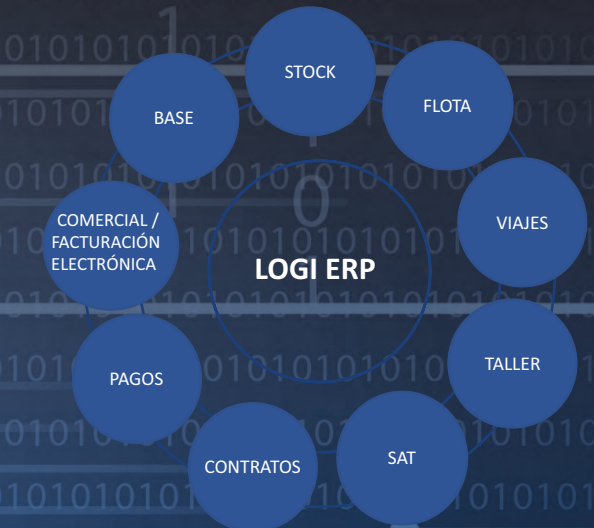 STOCK
FLOTA
BASE
VIAJES
COMERCIAL /
FACTURACIÓN
ELECTRÓNICA
LOGI ERP
TALLER
PAGOS
SAT
CONTRATOS